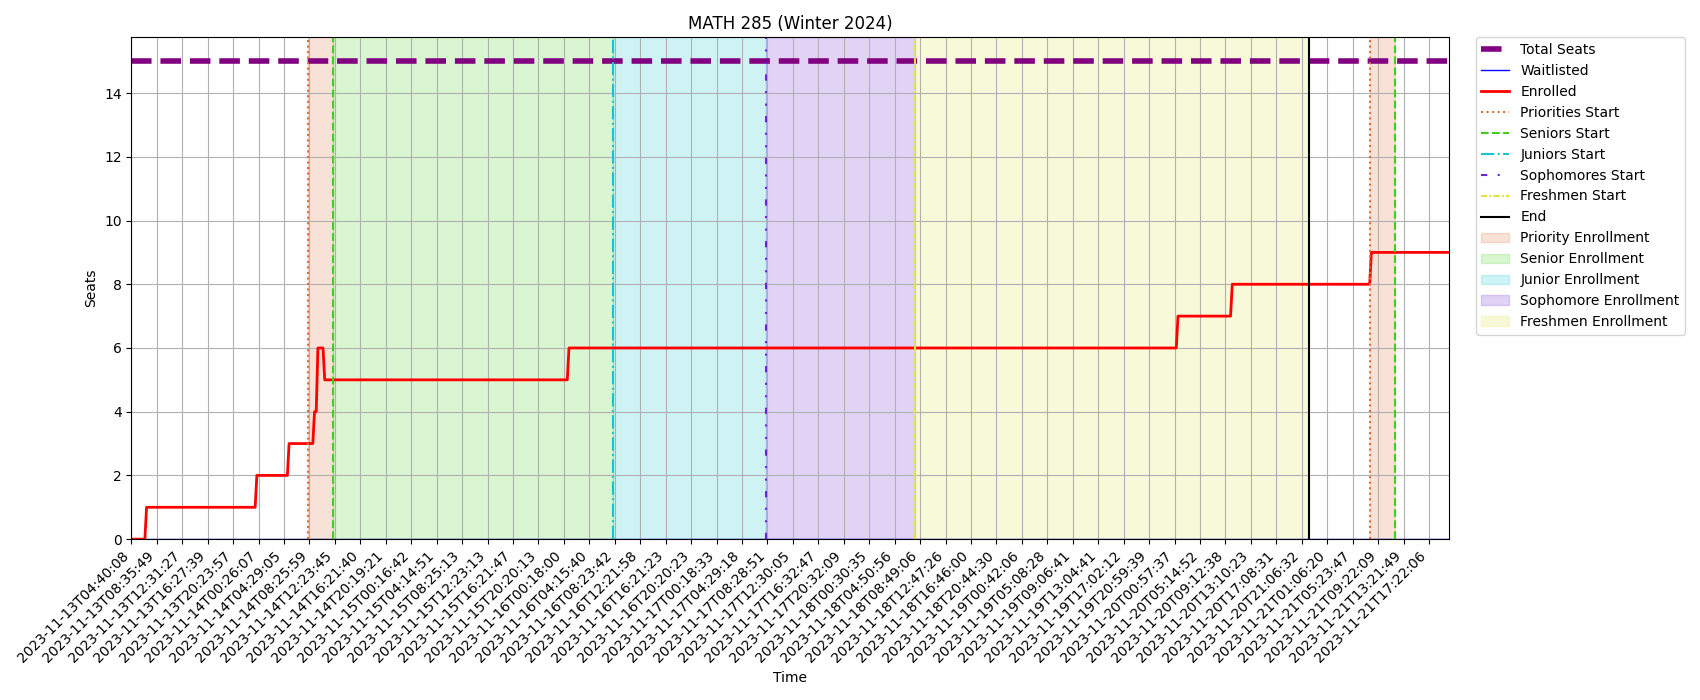 MATH 285 (Winter 2024)
Seats
14
12
10
8
6
4
2
0
2023-11-13T04:40:08
2023-11-13T08:35:49
2023-11-13T12:31:27
2023-11-13T16:27:39
2023-11-13T20:23:57
2023-11-14T00:26:07
2023-11-14T04:29:05
2023-11-14T08:25:59
2023-11-14T12:23:45
2023-11-14T16:21:40
2023-11-14T20:19:21
2023-11-15T00:16:42
2023-11-15T04:14:51
2023-11-15T08:25:13
2023-11-15T12:23:13
2023-11-15T16:21:47
2023-11-15T20:20:13
2023-11-16T00:18:00
2023-11-16T04:15:40
2023-11-16T08:23:42
2023-11-16T12:21:58
2023-11-16T16:21:23
2023-11-16T20:20:23
2023-11-17T00:18:33
2023-11-17T04:29:18
2023-11-17T08:28:51
2023-11-17T12:30:05
2023-11-17T16:32:47
2023-11-17T20:32:09
2023-11-18T00:30:35
2023-11-18T04:50:56
2023-11-18T08:49:06
2023-11-18T12:47:26
2023-11-18T16:46:00
2023-11-18T20:44:30
2023-11-19T00:42:06
2023-11-19T05:08:28
2023-11-19T09:06:41
2023-11-19T13:04:41
2023-11-19T17:02:12
2023-11-19T20:59:39
2023-11-20T00:57:37
2023-11-20T05:14:52
2023-11-20T09:12:38
2023-11-20T13:10:23
2023-11-20T17:08:31
2023-11-20T21:06:32
2023-11-21T01:06:20
2023-11-21T05:23:47
2023-11-21T09:22:09
2023-11-21T13:21:49
2023-11-21T17:22:06
Time
Total Seats
Waitlisted
Enrolled
Priorities Start
Seniors Start
Juniors Start
Sophomores Start
Freshmen Start
End
Priority Enrollment
Senior Enrollment
Junior Enrollment
Sophomore Enrollment
Freshmen Enrollment